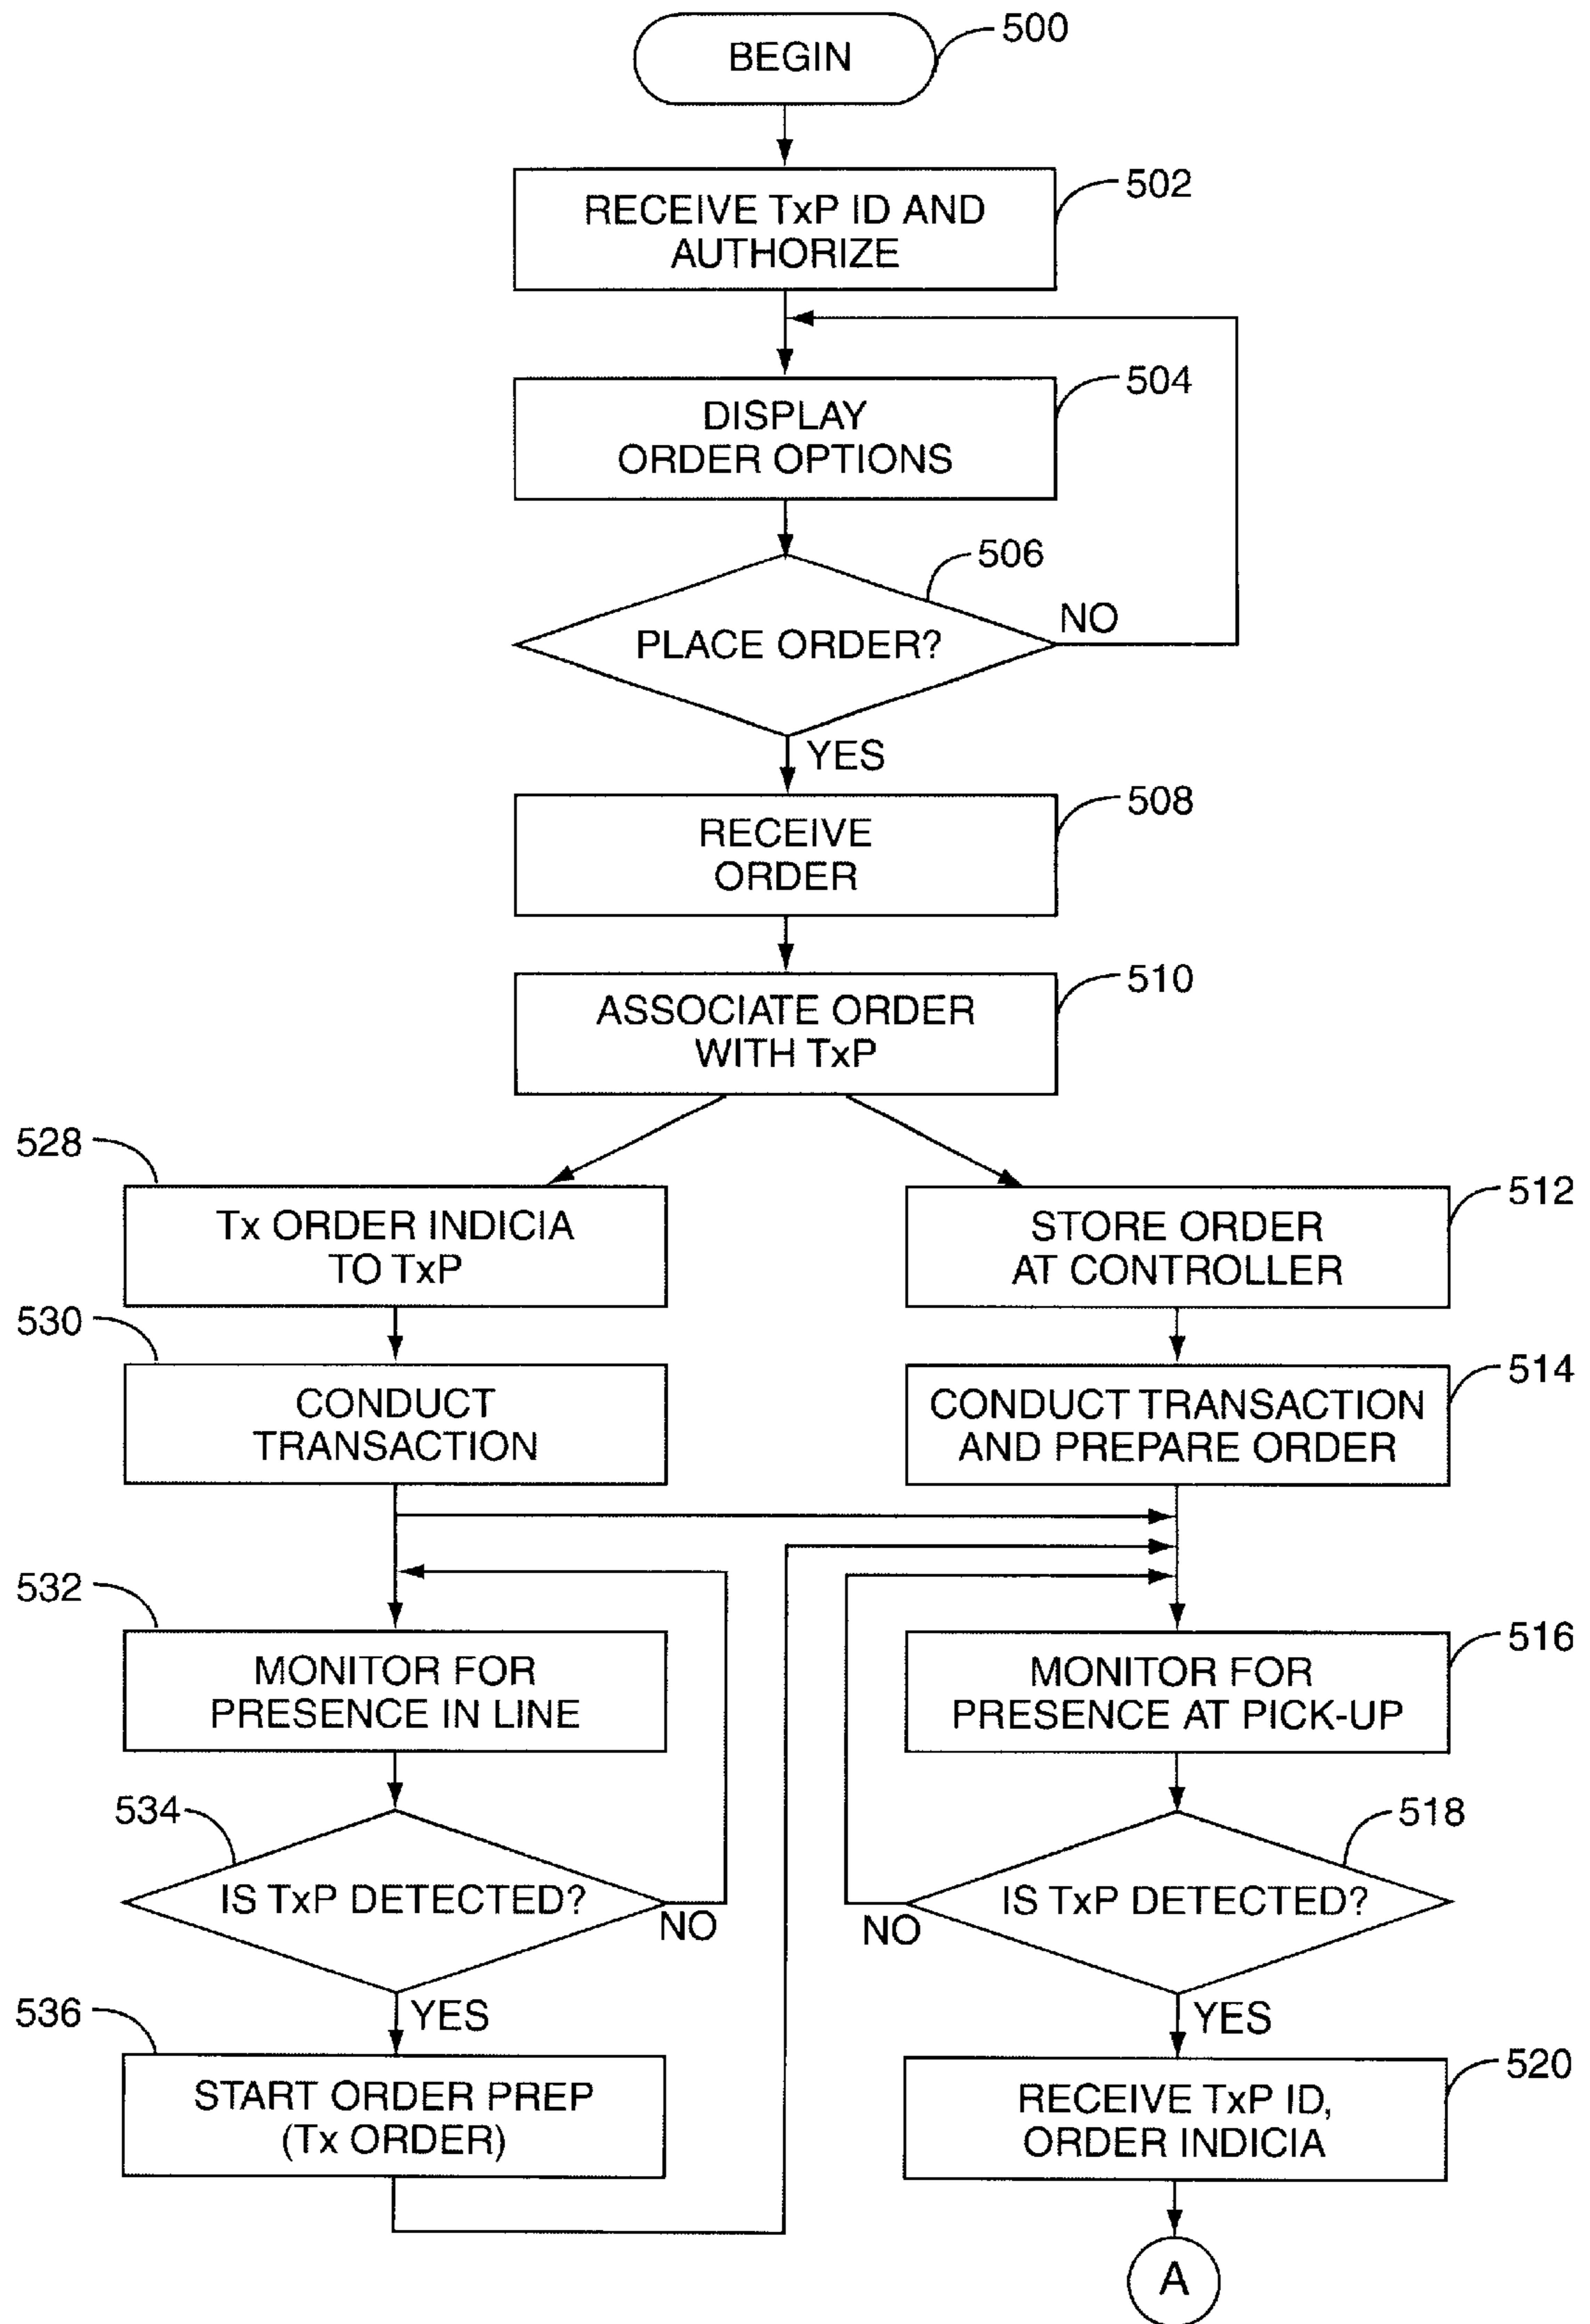 BEGIN
500
RECEIVE TxP ID AND
AUTHORIZE
502
DISPLAY
ORDER OPTIONS
504
506
PLACE ORDER?
NO
YES
RECEIVE
ORDER
508
ASSOCIATE ORDER
WITH TxP
510
528
Tx ORDER INDICIA
TO TxP
512
STORE ORDER
AT CONTROLLER
530
CONDUCT
TRANSACTION
514
CONDUCT TRANSACTION
AND PREPARE ORDER
532
MONITOR FOR
PRESENCE IN LINE
516
MONITOR FOR
PRESENCE AT PICK-UP
534
IS TxP DETECTED?
NO
YES
518
IS TxP DETECTED?
NO
YES
536
START ORDER PREP
(Tx ORDER)
520
RECEIVE TxP ID,
ORDER INDICIA
A